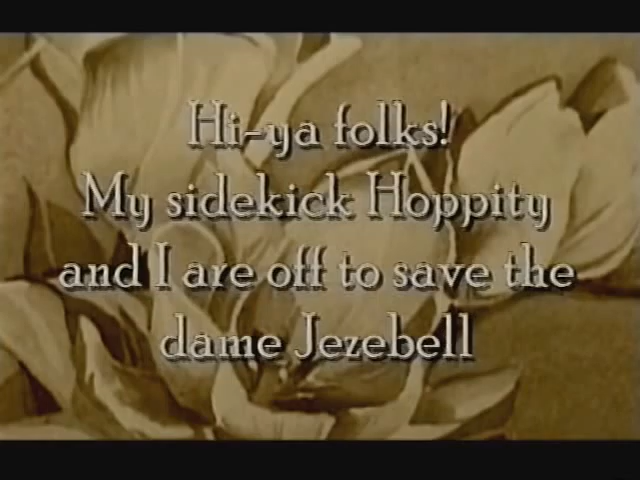 Hi-ya folks!
My sidekick Hoppity
and I are off to save the
dame Jezebell